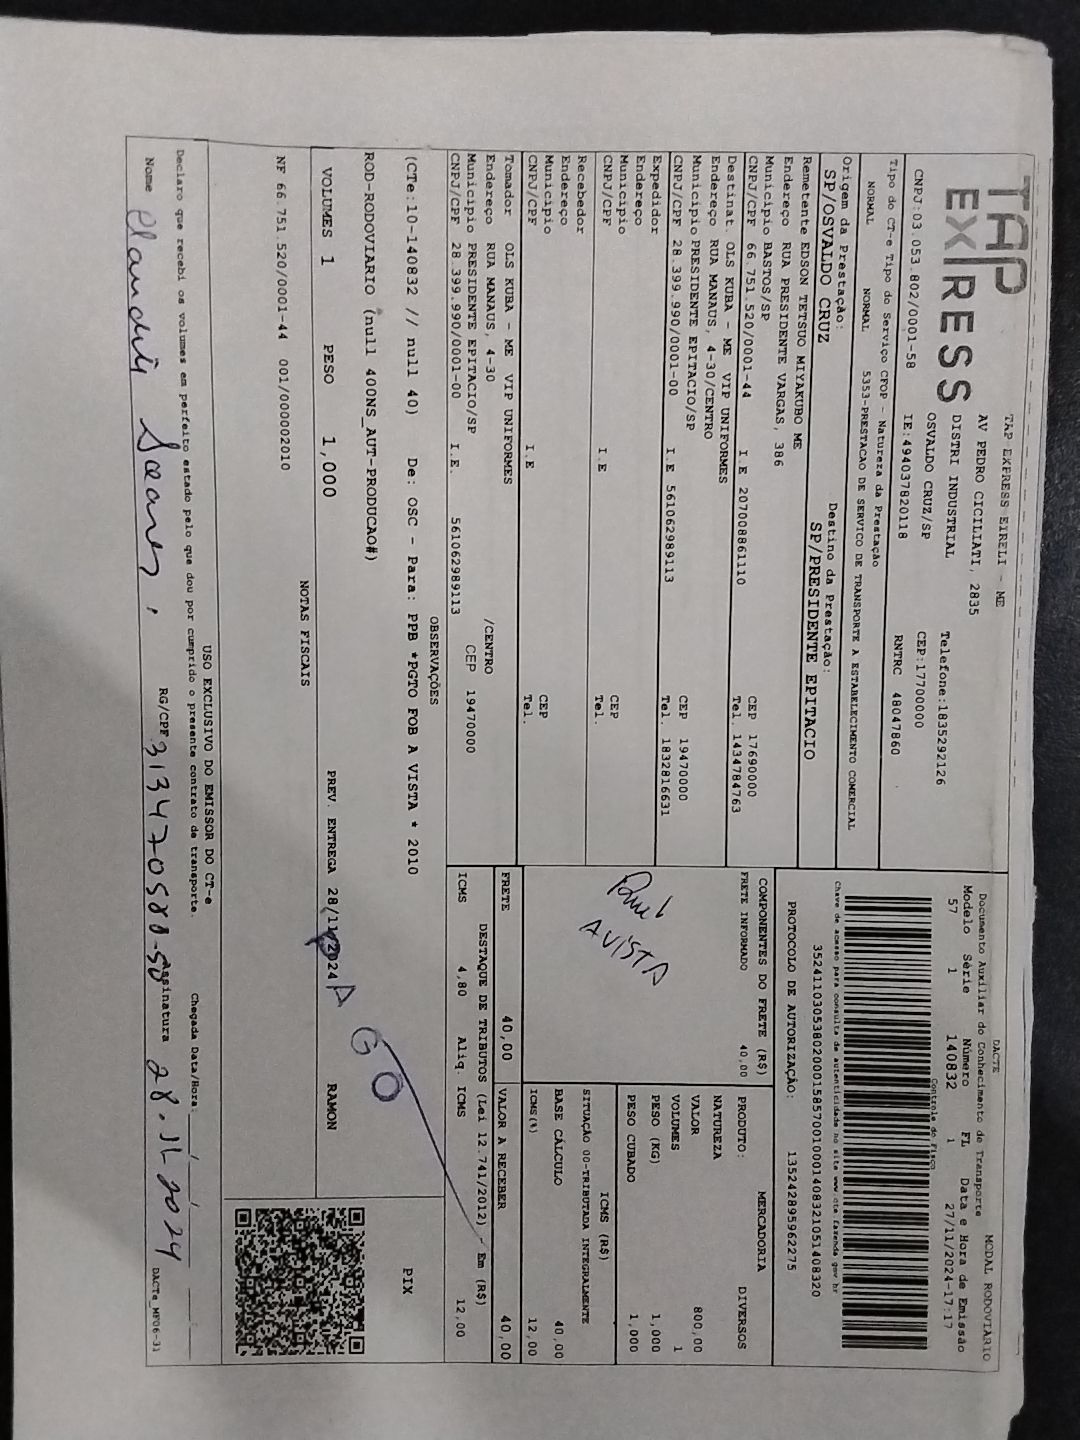 TAP
EXPRESS
CNPJ:03.053.802/0001-58
TAP EXPRESS EIRELI - ME
AV PEDRO CICILIATI, 2835
DISTRI INDUSTRIAL
OSVALDO CRUZ/SP
IE:494037820118
Telefone:1835292126
CEP:17700000
RNTRC 48047860
DACTE
MODAL RODOVIARIO
Documento Auxiliar do Conhecimento de Transporte
Modelo Série Número FL Data e Hora de Emissão
57 1 140832 1 27/11/2024-17:17
Controle do Fisco
Chave de acesso para consulta de autenticidade no site www.cte.fazenda.gov.br
35241103053802000158570010001408321051408320
PROTOCOLO DE AUTORIZAÇÃO: 135242895962275
Tipo do CT-e Tipo do Serviço CFOP - Natureza da Prestação
NORMAL NORMAL 5353-PRESTACAO DE SERVICO DE TRANSPORTE A ESTABELECIMENTO COMERCIAL
Origem da Prestação: Destino da Prestação:
SP/OSVALDO CRUZ SP/PRESIDENTE EPITACIO
Remetente EDSON TETSUO MIYAKUBO ME
Endereço RUA PRESIDENTE VARGAS, 386
Município BASTOS/SP CEP 17690000
CNPJ/CPF 66.751.520/0001-44 I.E 207008861110 Tel. 1434784763
Destinat. OLS KUBA - ME VIP UNIFORMES
Endereço RUA MANAUS, 4-30/CENTRO
Município PRESIDENTE EPITACIO/SP CEP 19470000
CNPJ/CPF 28.399.990/0001-00 I.E 561062989113 Tel. 1832816631
Expedidor
Endereço
Município CEP
CNPJ/CPF I.E Tel.
Recebedor
Endereço
Município CEP
CNPJ/CPF I.E Tel.
Tomador OLS KUBA - ME VIP UNIFORMES
Endereço RUA MANAUS, 4-30 /CENTRO
Município PRESIDENTE EPITACIO/SP CEP 19470000
CNPJ/CPF 28.399.990/0001-00 I.E. 561062989113
COMPONENTES DO FRETE (R$)
FRETE INFORMADO 40,00
AVISTA
MERCADORIA
PRODUTO: DIVERSOS
NATUREZA
VALOR 800,00
VOLUMES 1
PESO (KG) 1,000
PESO CUBADO 1,000
ICMS (R$)
SITUAÇÃO 00-TRIBUTADA INTEGRALMENTE
BASE CÁLCULO 40,00
ICMS(%) 12,00
FRETE 40,00 VALOR A RECEBER 40,00
DESTAQUE DE TRIBUTOS (Lei 12.741/2012) - Em (R$)
ICMS 4,80 Aliq. ICMS 12,00
OBSERVAÇÕES
(CTe:10-140832 // null 40) De: OSC - Para: PPB *PGTO FOB A VISTA * 2010
ROD-RODOVIARIO (null 400NS_AUT-PRODUCAO#)
PIX
VOLUMES 1 PESO 1,000 PREV. ENTREGA 28/11/2024 RAMON
PAGO
NOTAS FISCAIS
NF 66.751.520/0001-44 001/000002010
USO EXCLUSIVO DO EMISSOR DO CT-e
Declaro que recebi os volumes em perfeito estado pelo que dou por cumprido o presente contrato de transporte. Chegada Data/Hora: / /
Nome RG/CPF 313470588-50 Assinatura 28.11.2024
DACTe_MF06-31